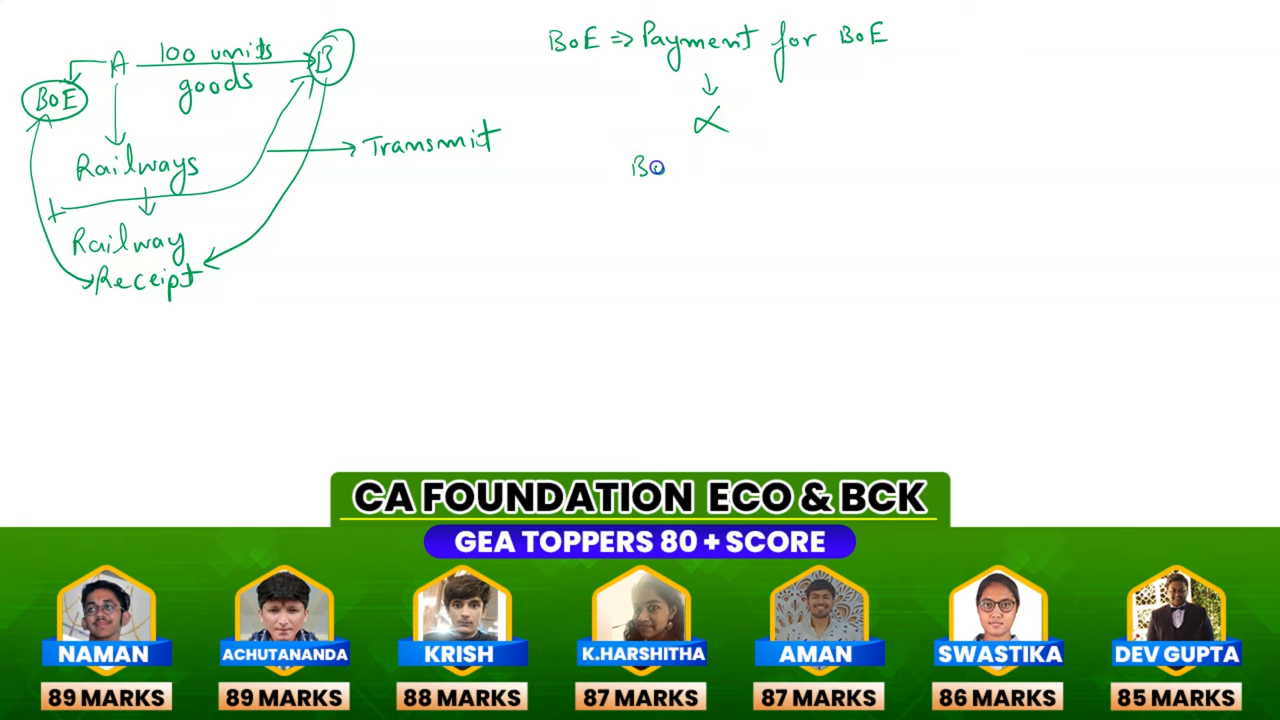 A 100 units B
goods
BOE
Railways
Railway
Receipt
Transmit
BOE ⇒ Payment for BOE
BO
CA FOUNDATION ECO & BCK
GEA TOPPERS 80 + SCORE
NAMAN ACHUTANANDA KRISH K.HARSHITHA AMAN SWASTIKA DEV GUPTA
89 MARKS 89 MARKS 88 MARKS 87 MARKS 87 MARKS 86 MARKS 85 MARKS